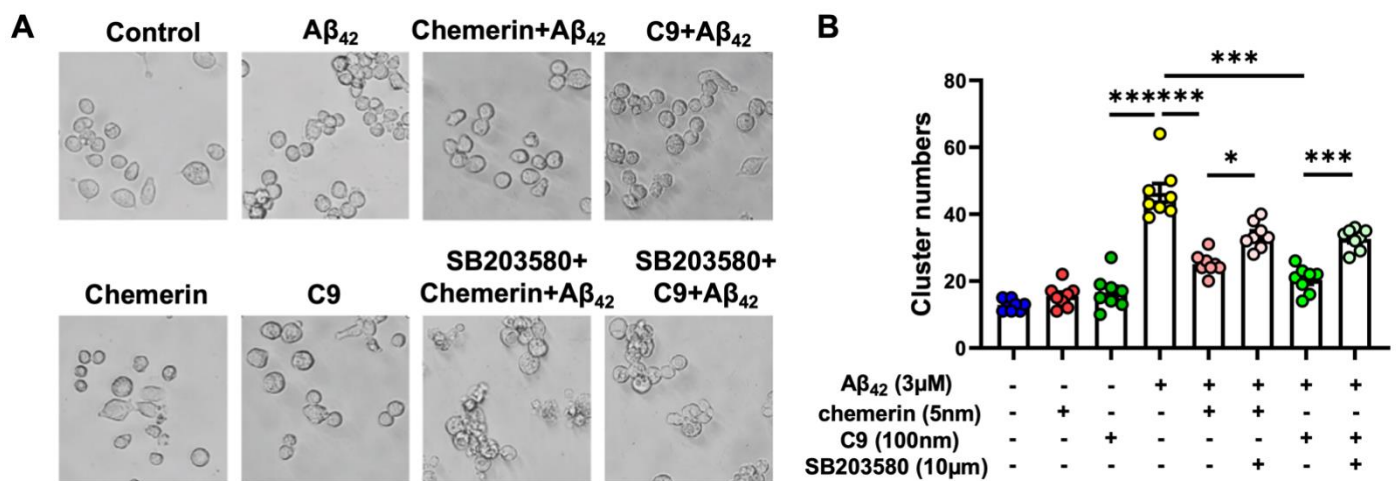 A
Control
Aβ₄₂
Chemerin+Aβ₄₂
C9+Aβ₄₂
Chemerin
C9
SB203580+
Chemerin+Aβ₄₂
SB203580+
C9+Aβ₄₂
B
***
*** ***
*
***
Cluster numbers
80
60
40
20
0
Aβ₄₂ (3μM) - - - + + + + +
chemerin (5nm) - + - - + + - -
C9 (100nm) - - + - - - + +
SB203580 (10μm) - - - - - + - +